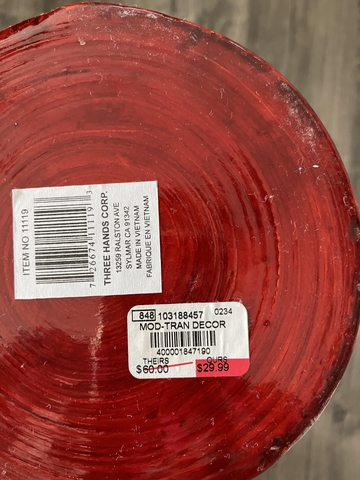 ITEM NO 11119
7 26674 11119 3
THREE HANDS CORP.
13259 RALSTON AVE
SYLMAR CA 91342
MADE IN VIETNAM
FABRIQUE EN VIETNAM
848 103188457 0234
MOD-TRAN DECOR
400001847190
THEIRS OURS
$60.00 $29.99